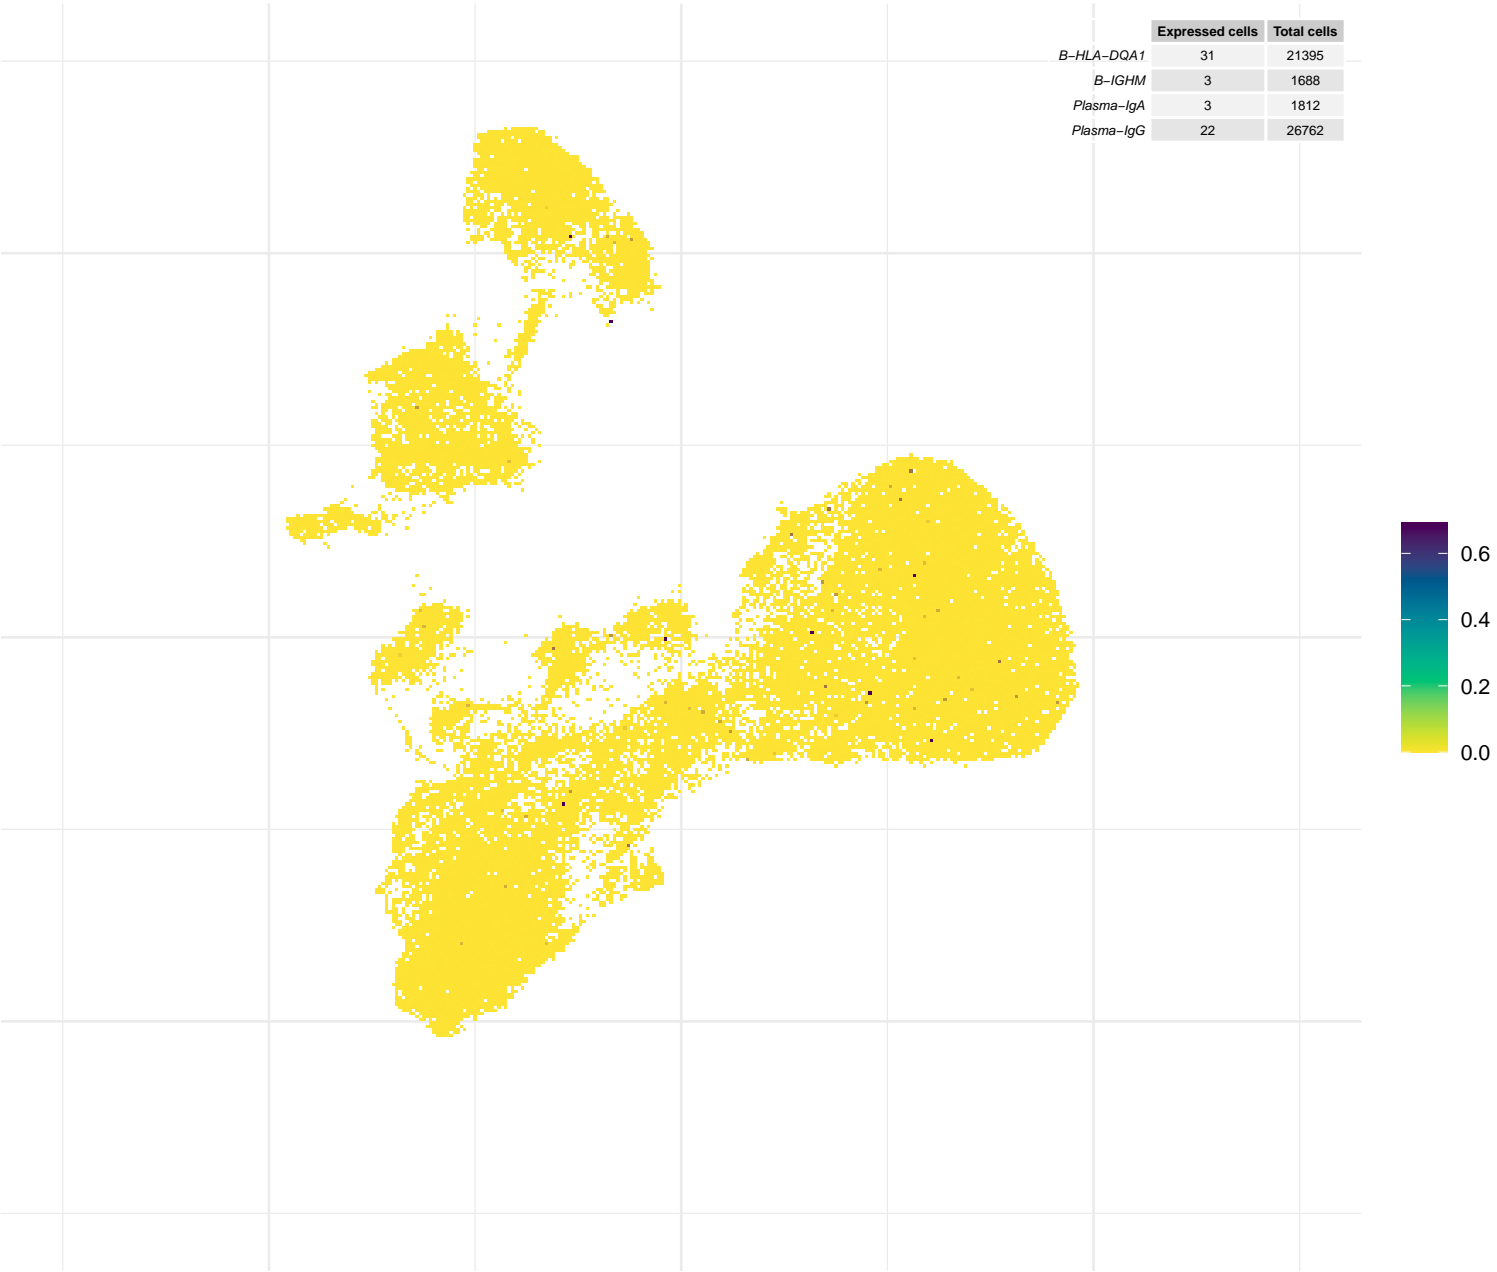 Expressed cells Total cells
B−HLA−DQA1 31 21395
B−IGHM 3 1688
Plasma−IgA 3 1812
Plasma−IgG 22 26762
0.6
0.4
0.2
0.0